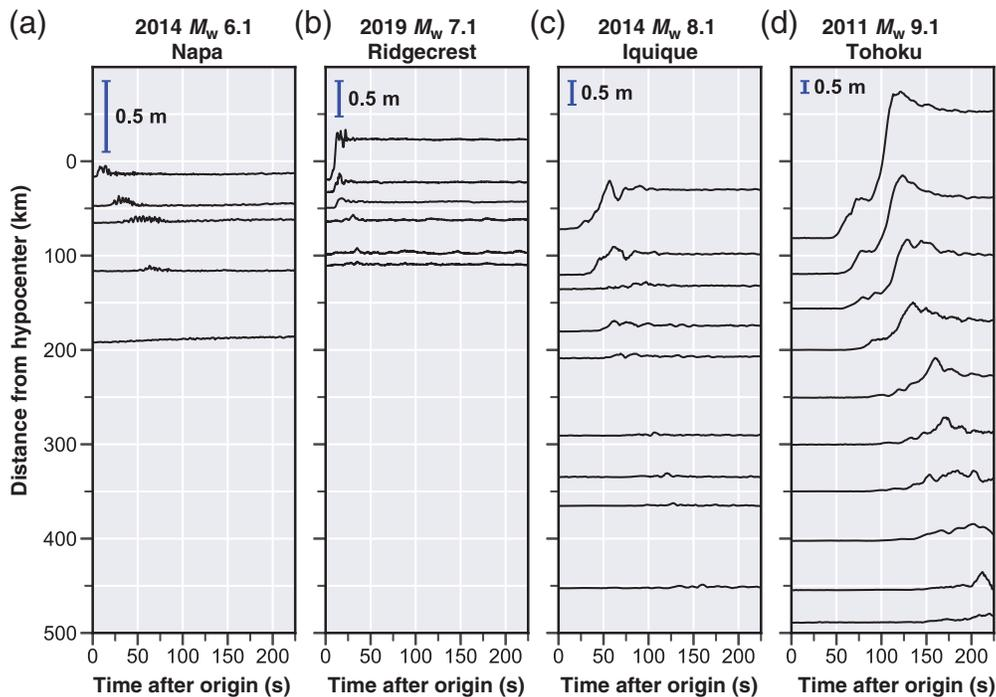 (a)
2014 Mw 6.1
Napa
(b)
2019 Mw 7.1
Ridgecrest
(c)
2014 Mw 8.1
Iquique
(d)
2011 Mw 9.1
Tohoku
0.5 m
0.5 m
0.5 m
0.5 m
Distance from hypocenter (km)
0
100
200
300
400
500
0 50 100 150 200
0 50 100 150 200
0 50 100 150 200
0 50 100 150 200
Time after origin (s)
Time after origin (s)
Time after origin (s)
Time after origin (s)